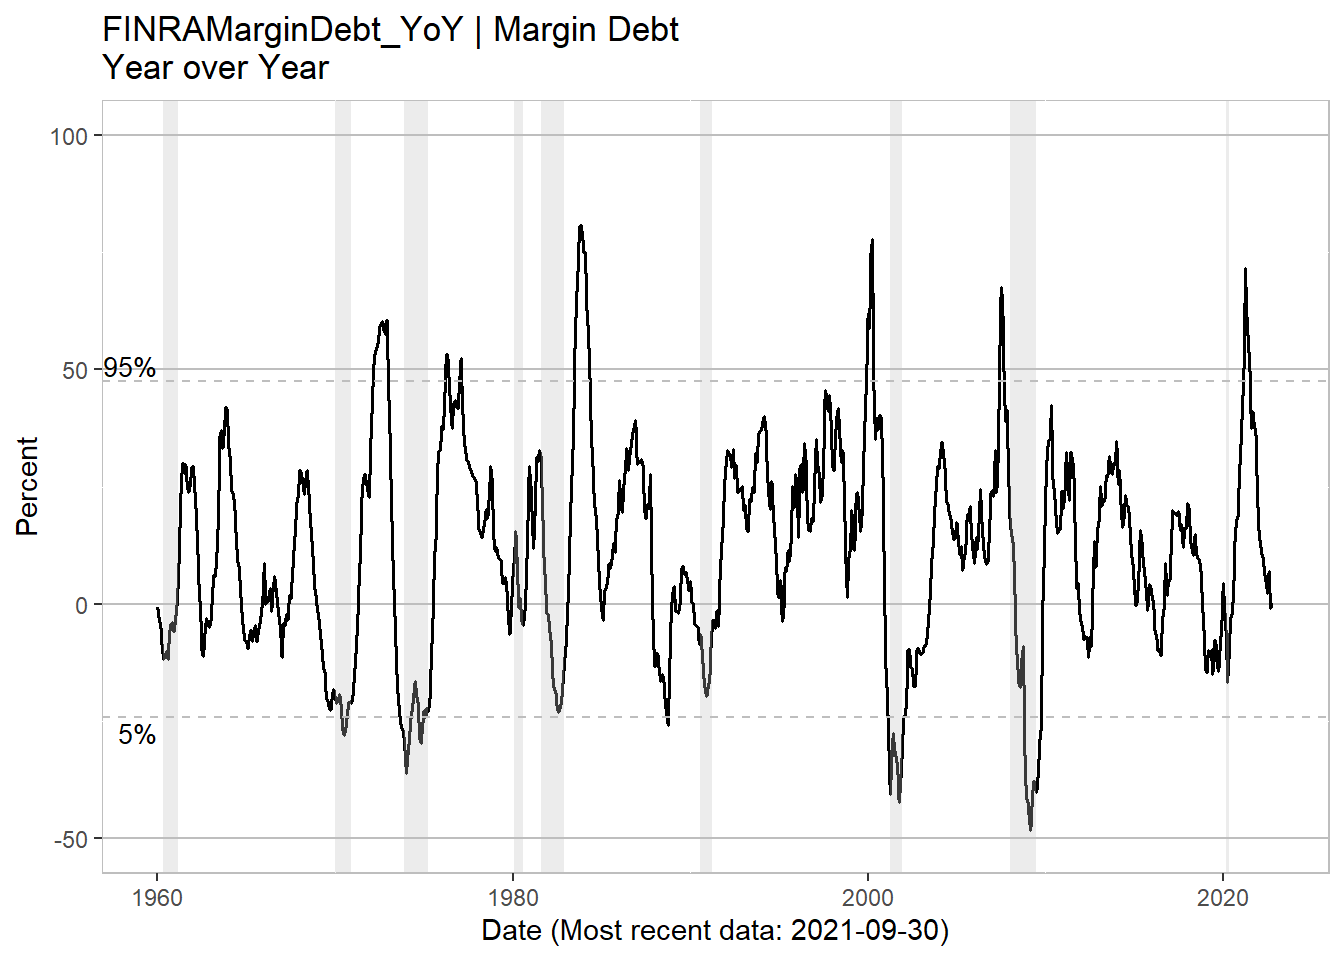 FINRAMarginDebt_YoY | Margin Debt
Year over Year
100
50
0
-50
95%
5%
Percent
1960
1980
2000
2020
Date (Most recent data: 2021-09-30)